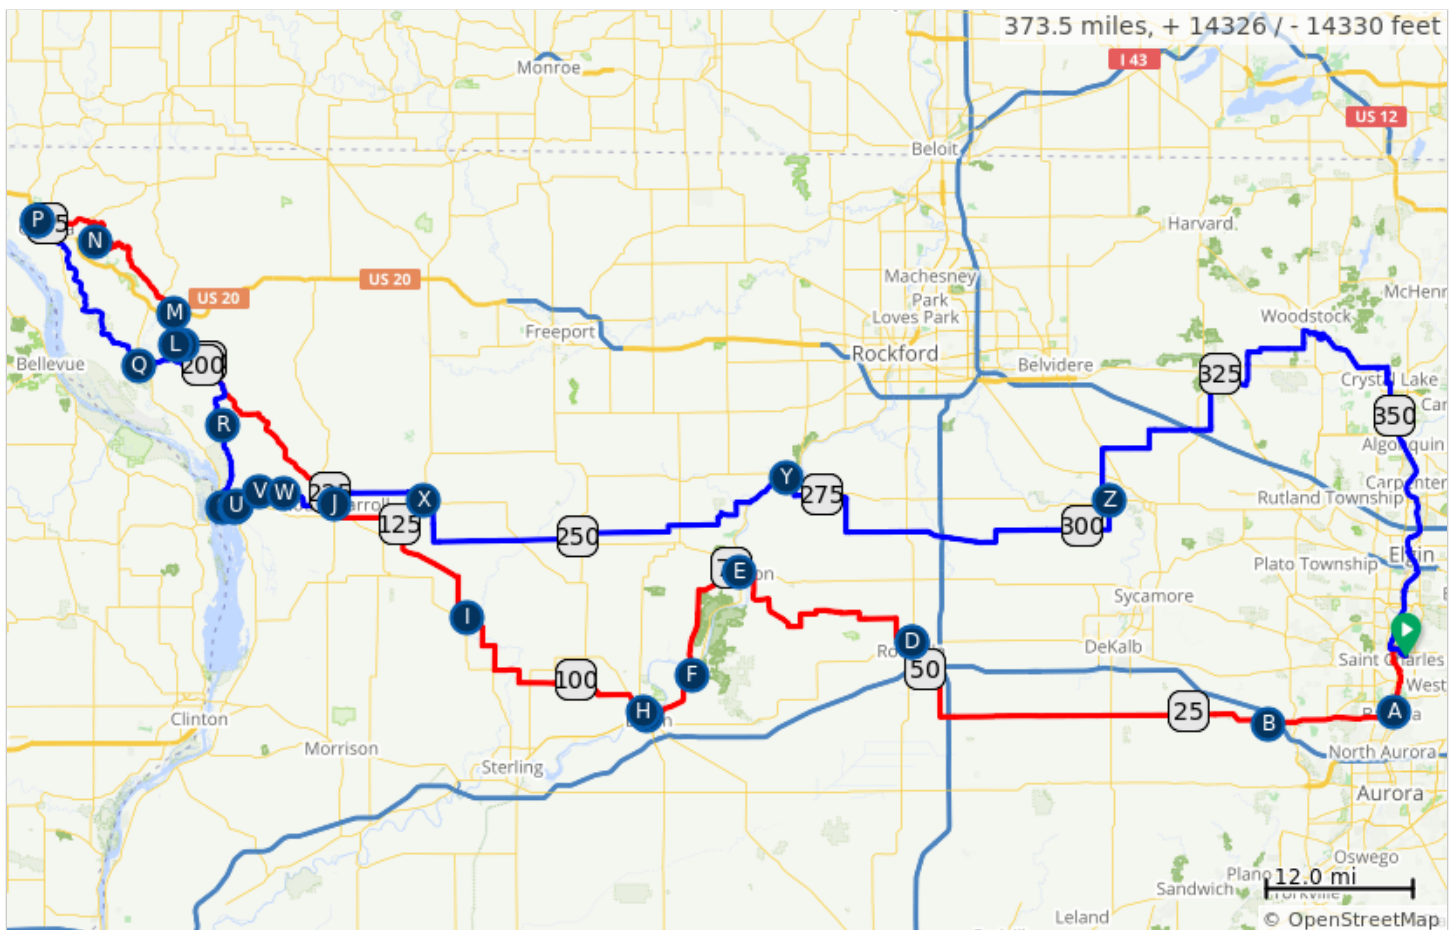 373.5 miles, + 14326 / - 14330 feet
Monroe
I 43
US 12
Beloit
P
5
N
Harvard
Machesney
Park
Loves Park
McHenr
US 20
US 20
M
Woodstock
Freeport
L
Rockford
Bellevue
Q
200
Belvidere
325
Crystal Lake
Car
350
R
Algonquin
Y
275
Carpenter
Rutland Township
U
V
W
J
X
Z
125
300
250
Elgin
Plato Township
E
Sycamore
I
D
DeKalb
Saint Charles
50
F
West
100
H
25
B
A
Clinton
Morrison
Sterling
North Aurora
Aurora
Oswego
Plano
12.0 mi
Sandwich
Leland
© OpenStreetMap